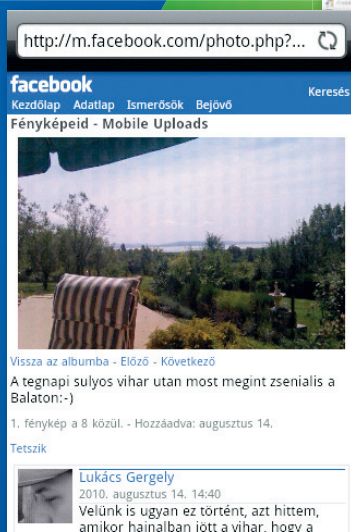 http://m.facebook.com/photo.php?...
facebook
Keresés
Kezdőlap Adatlap Ismerősök Bejövő
Fényképeid - Mobile Uploads
Vissza az albumba - Előző - Következő
A tegnapi sulyos vihar utan most megint zsenialis a
Balaton:-)
1. fénykép a 8 közül. - Hozzáadva: augusztus 14.
Tetszik
Lukács Gergely
2010. augusztus 14. 14:40
Velünk is ugyan ez történt, azt hittem,
amikor hajnalban jött a vihar, hogy a